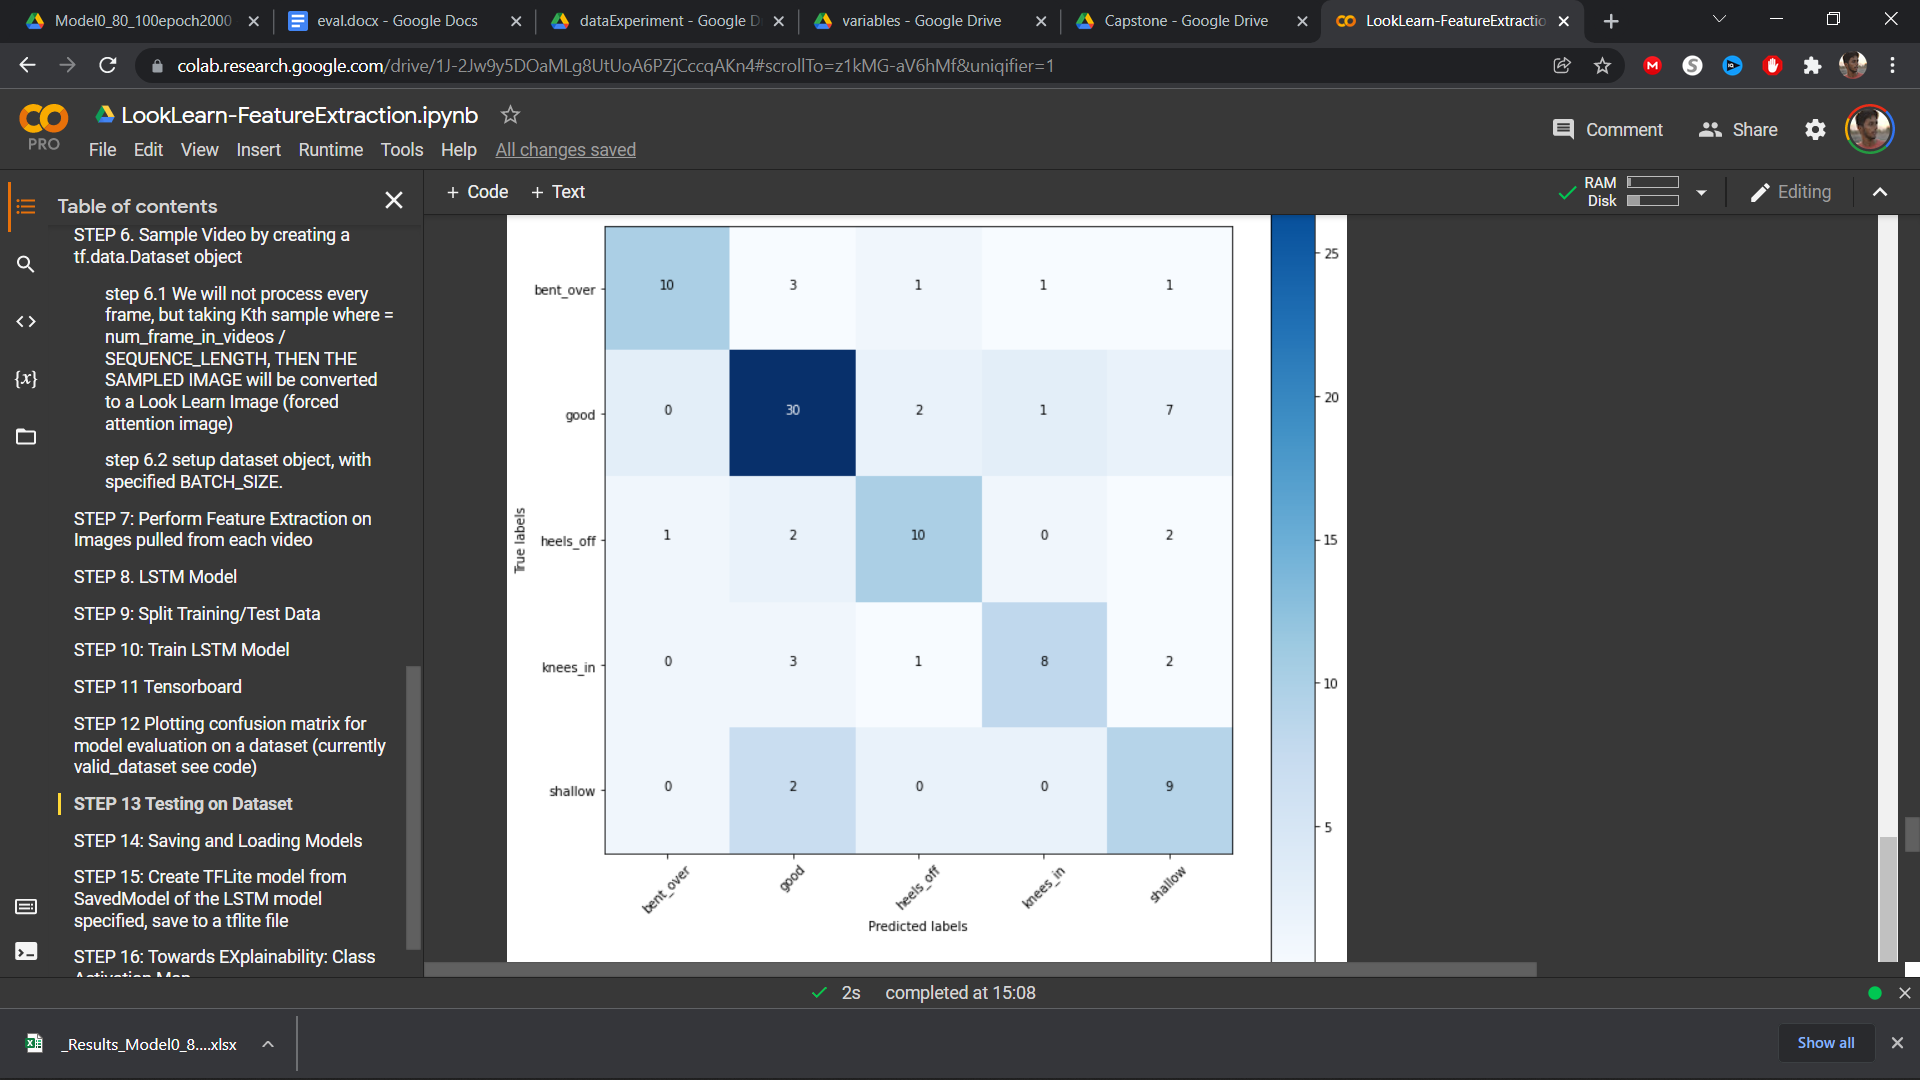 Model0_80_100epoch2000
eval.docx - Google Docs
dataExperiment - Google D
variables - Google Drive
Capstone - Google Drive
LookLearn-FeatureExtractio
colab.research.google.com/drive/1J-2Jw9y5DOaMLg8UtUoA6PZjCccqAKn4#scrollTo=z1kMG-aV6hMf&uniqifier=1
LookLearn-FeatureExtraction.ipynb
PRO
File Edit View Insert Runtime Tools Help All changes saved
Comment Share
+ Code + Text
RAM
Disk
Editing
Table of contents
STEP 6. Sample Video by creating a
tf.data.Dataset object
step 6.1 We will not process every
frame, but taking Kth sample where =
num_frame_in_videos /
SEQUENCE_LENGTH, THEN THE
SAMPLED IMAGE will be converted
to a Look Learn Image (forced
attention image)
step 6.2 setup dataset object, with
specified BATCH_SIZE.
STEP 7: Perform Feature Extraction on
Images pulled from each video
STEP 8. LSTM Model
STEP 9: Split Training/Test Data
STEP 10: Train LSTM Model
STEP 11 Tensorboard
STEP 12 Plotting confusion matrix for
model evaluation on a dataset (currently
valid_dataset see code)
STEP 13 Testing on Dataset
STEP 14: Saving and Loading Models
STEP 15: Create TFLite model from
SavedModel of the LSTM model
specified, save to a tflite file
STEP 16: Towards EXplainability: Class
Activation Map
True labels
bent_over 10 3 1 1 1
good 0 30 2 1 7
heels_off 1 2 10 0 2
knees_in 0 3 1 8 2
shallow 0 2 0 0 9
bent_over good heels_off knees_in shallow
Predicted labels
25
20
15
10
5
2s completed at 15:08
_Results_Model0_8....xlsx
Show all